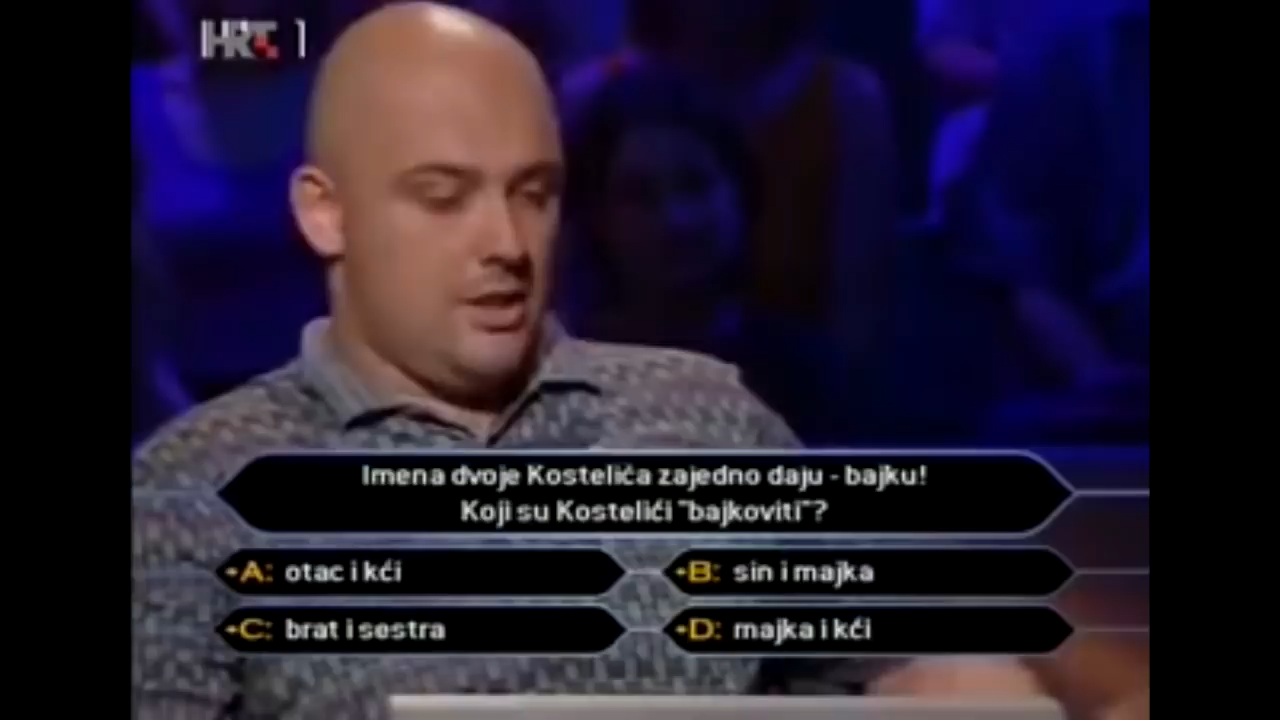 HRT 1
Imena dvoje Kostelića zajedno daju - bajku!
Koji su Kostelići "bajkoviti"?
A: otac i kći
B: sin i majka
C: brat i sestra
D: majka i kći